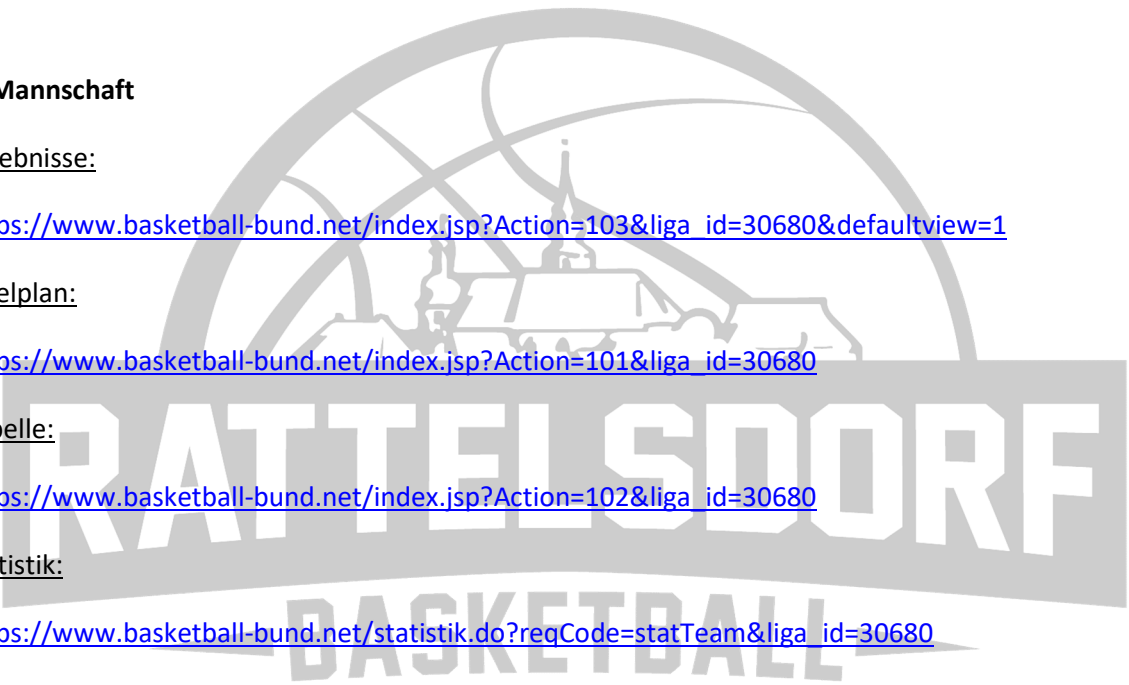 Mannschaft
ebnisse:
ps://www.basketball-bund.net/index.jsp?Action=103&liga_id=30680&defaultview=1
elplan:
ps://www.basketball-bund.net/index.jsp?Action=101&liga_id=30680
elle:
ps://www.basketball-bund.net/index.jsp?Action=102&liga_id=30680
tistik:
ps://www.basketball-bund.net/statistik.do?reqCode=statTeam&liga_id=30680
RATTELSDORF
BASKETBALL